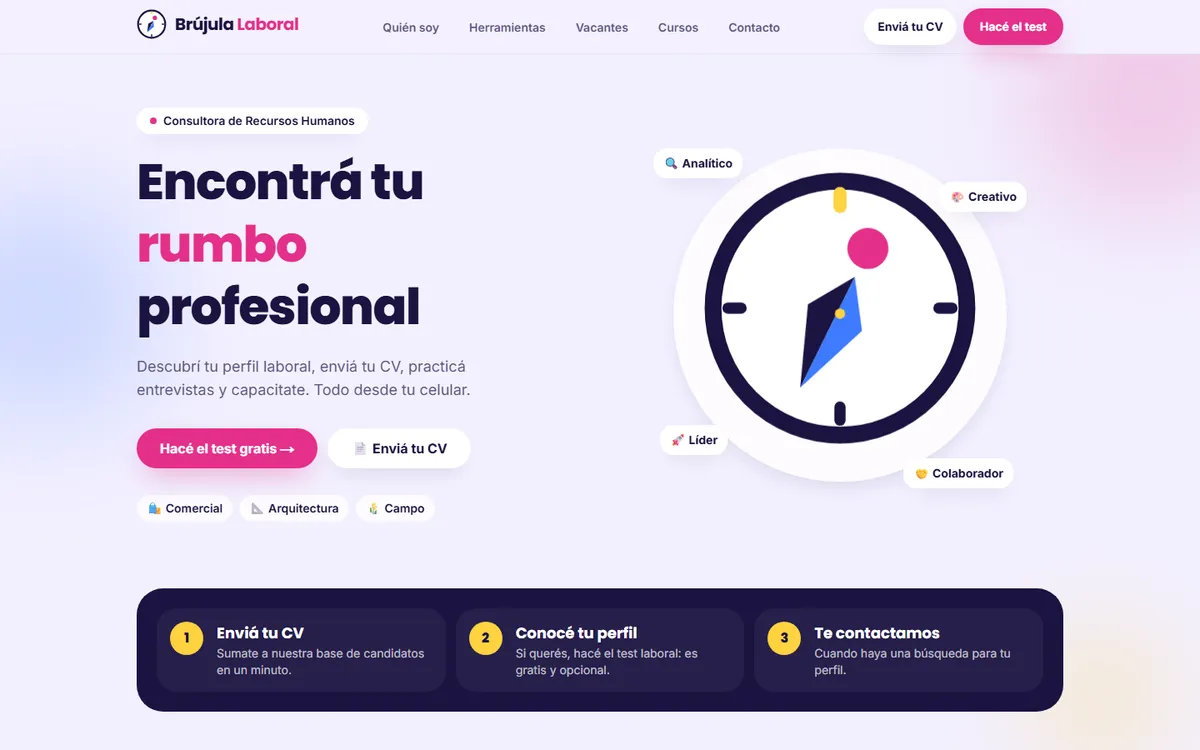 Brújula Laboral
Quién soy
Herramientas
Vacantes
Cursos
Contacto
Enviá tu CV
Hacé el test
Consultora de Recursos Humanos
Encontrá tu
rumbo
profesional
Descubrí tu perfil laboral, enviá tu CV, practicá
entrevistas y capacitate. Todo desde tu celular.
Hacé el test gratis →
Enviá tu CV
Comercial
Arquitectura
Campo
Analítico
Creativo
Líder
Colaborador
1
Enviá tu CV
Sumate a nuestra base de candidatos
en un minuto.
2
Conocé tu perfil
Si querés, hacé el test laboral: es
gratis y opcional.
3
Te contactamos
Cuando haya una búsqueda para tu
perfil.